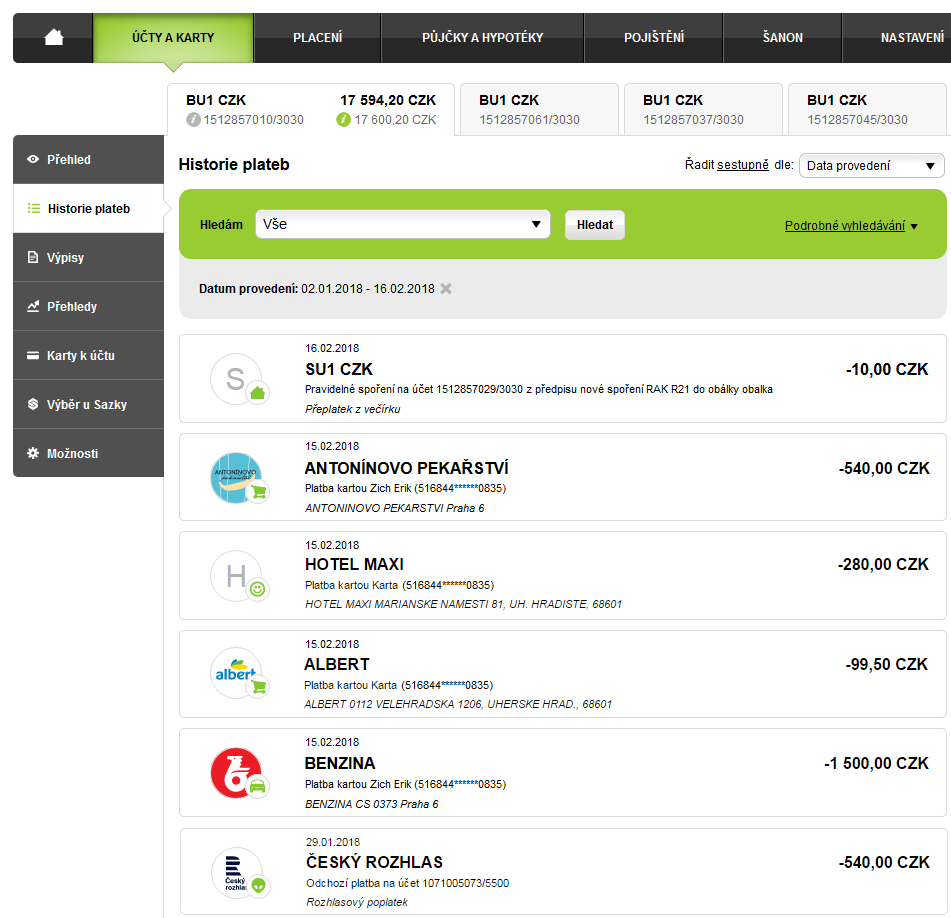 ÚČTY A KARTY
PLACENÍ
PŮJČKY A HYPOTÉKY
POJIŠTĚNÍ
ŠANON
NASTAVENÍ
BU1 CZK 17 594,20 CZK
1512857010/3030 17 600,20 CZK
BU1 CZK
1512857061/3030
BU1 CZK
1512857037/3030
BU1 CZK
1512857045/3030
Přehled
Historie plateb
Výpisy
Přehledy
Karty k účtu
Výběr u Sazky
Možnosti
Historie plateb
Řadit sestupně dle: Data provedení
Hledám Vše Hledat Podrobné vyhledávání
Datum provedení: 02.01.2018 - 16.02.2018
S
16.02.2018
SU1 CZK -10,00 CZK
Pravidelné spoření na účet 1512857029/3030 z předpisu nové spoření RAK R21 do obálky obalka
Přeplatek z večírku
ANTONÍNOVO
pekařství
15.02.2018
ANTONÍNOVO PEKAŘSTVÍ -540,00 CZK
Platba kartou Zich Erik (516844******0835)
ANTONINOVO PEKARSTVI Praha 6
H
15.02.2018
HOTEL MAXI -280,00 CZK
Platba kartou Karta (516844******0835)
HOTEL MAXI MARIANSKE NAMESTI 81, UH. HRADISTE, 68601
albert
15.02.2018
ALBERT -99,50 CZK
Platba kartou Karta (516844******0835)
ALBERT 0112 VELEHRADSKA 1206, UHERSKE HRAD., 68601
15.02.2018
BENZINA -1 500,00 CZK
Platba kartou Zich Erik (516844******0835)
BENZINA CS 0373 Praha 6
Český
rozhlas
29.01.2018
ČESKÝ ROZHLAS -540,00 CZK
Odchozí platba na účet 1071005073/5500
Rozhlasový poplatek